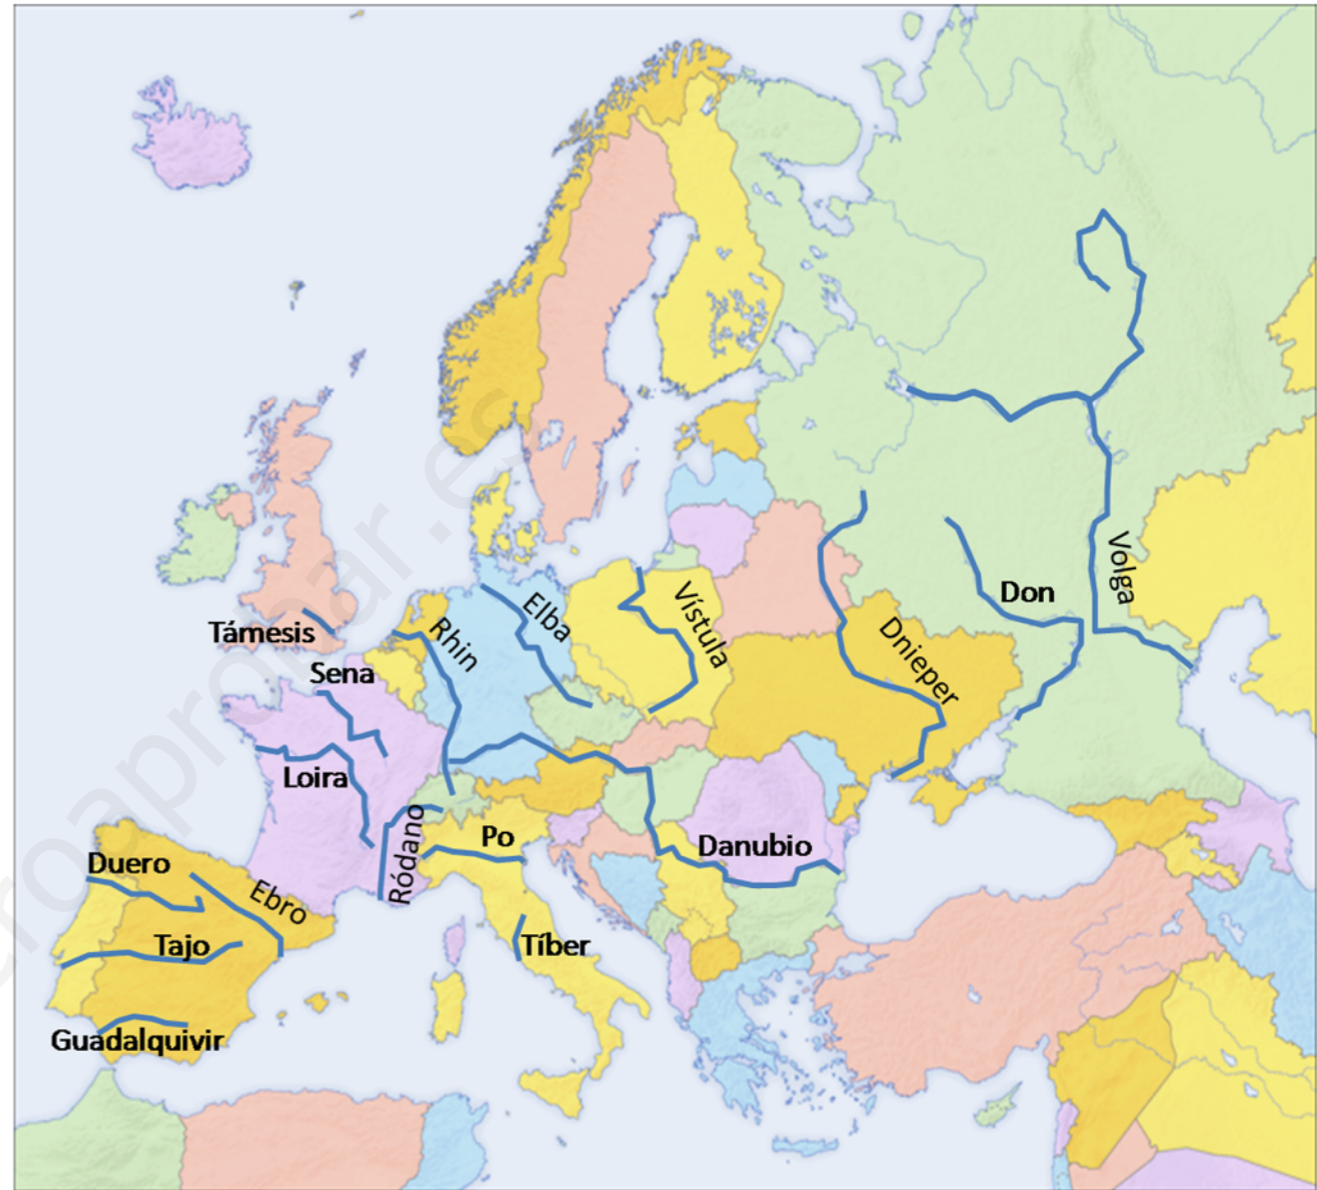 Volga
Don
Támesis
Elba
Vístula
Rhin
Dnieper
Sena
Loira
Ródano
Po
Danubio
Duero
Ebro
Tajo
Tíber
Guadalquivir